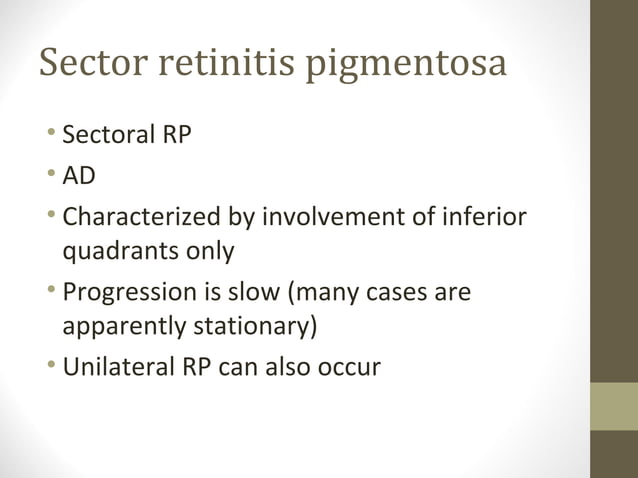 Sector retinitis pigmentosa
• Sectoral RP
• AD
• Characterized by involvement of inferior
quadrants only
• Progression is slow (many cases are
apparently stationary)
• Unilateral RP can also occur